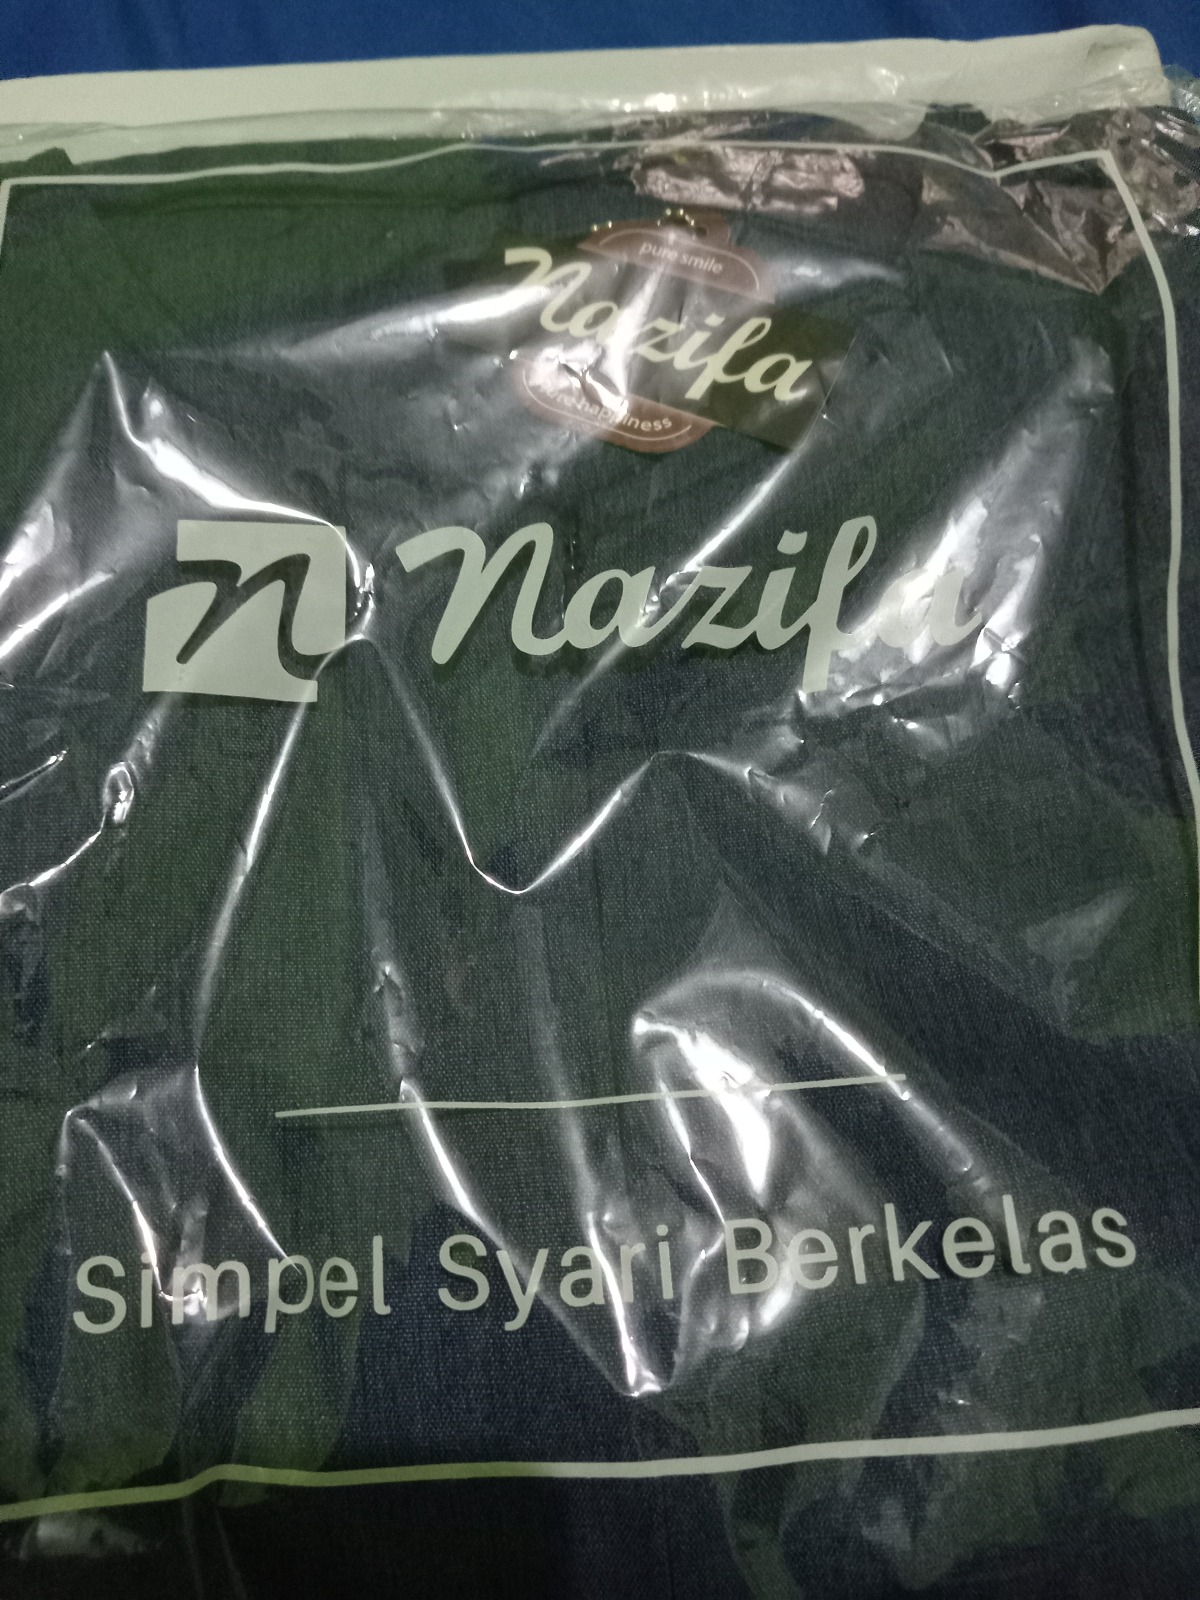 pure smile
Nazifa
pure happiness
n Nazifa
Simpel Syari Berkelas